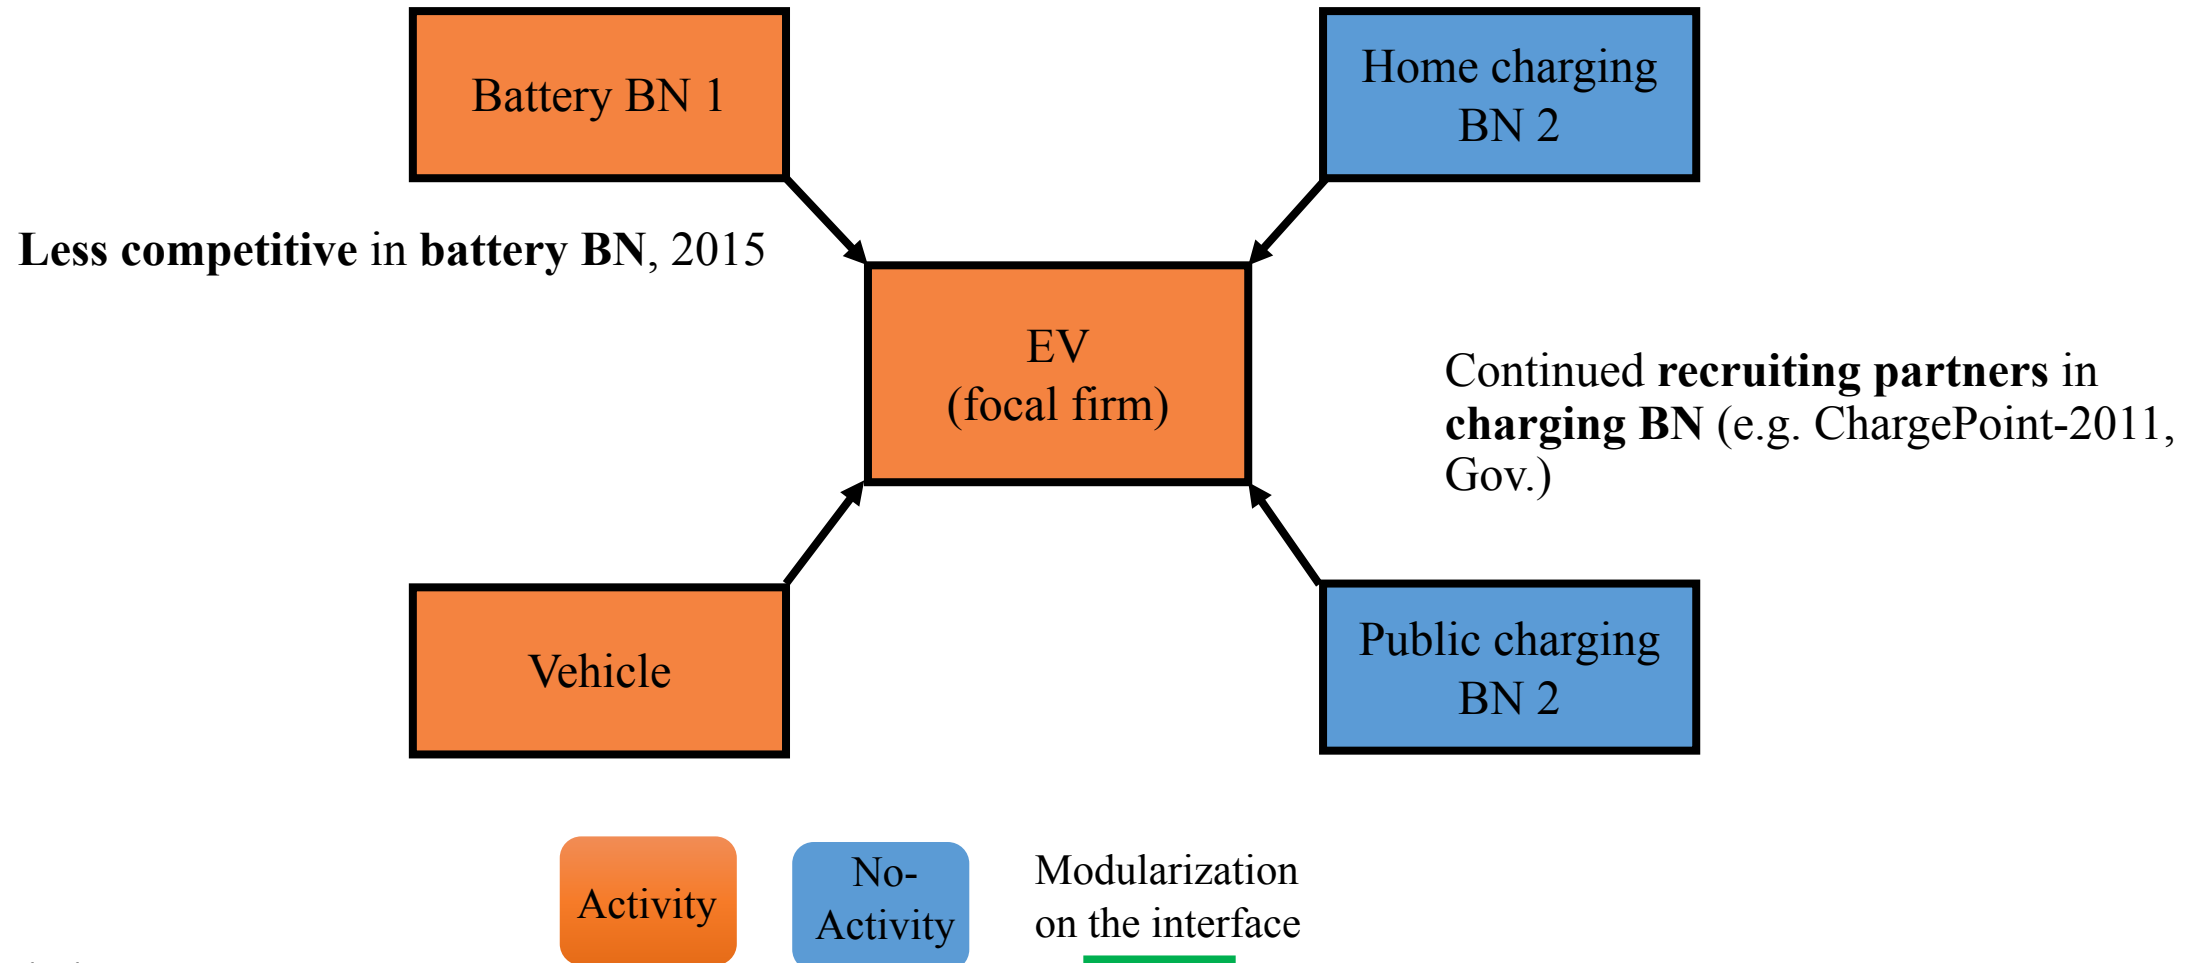 Battery BN 1
Home charging
BN 2
Less competitive in battery BN, 2015
EV
(focal firm)
Continued recruiting partners in
charging BN (e.g. ChargePoint-2011,
Gov.)
Vehicle
Public charging
BN 2
Activity
No-
Activity
Modularization
on the interface